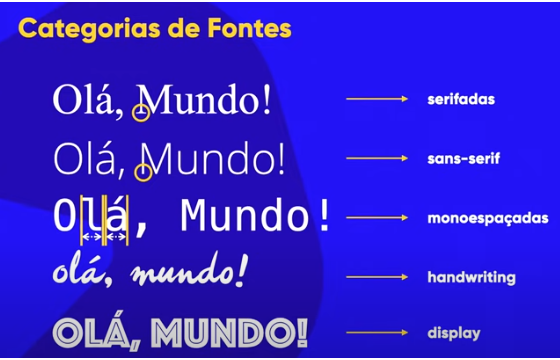 Categorias de Fontes
Olá, Mundo! serifadas
Olá, Mundo! sans-serif
Olá, Mundo! monoespaçadas
olá, mundo! handwriting
OLÁ, MUNDO! display